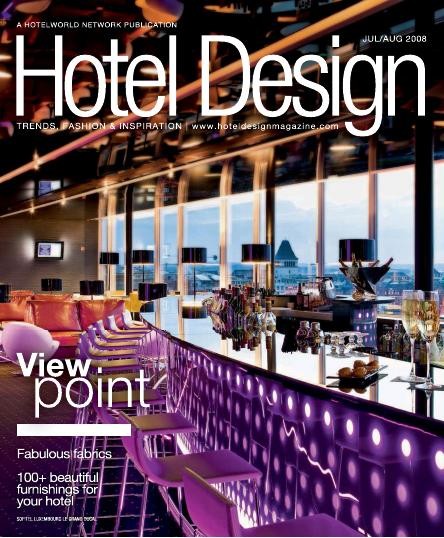 A HOTELWORLD NETWORK PUBLICATION
JUL/AUG 2008
Hotel Design
TRENDS, FASHION & INSPIRATION | www.hoteldesignmagazine.com
View
point
Fabulous fabrics
100+ beautiful
furnishings for
your hotel
SOFITEL LUXEMBOURG LE GRAND DUCAL